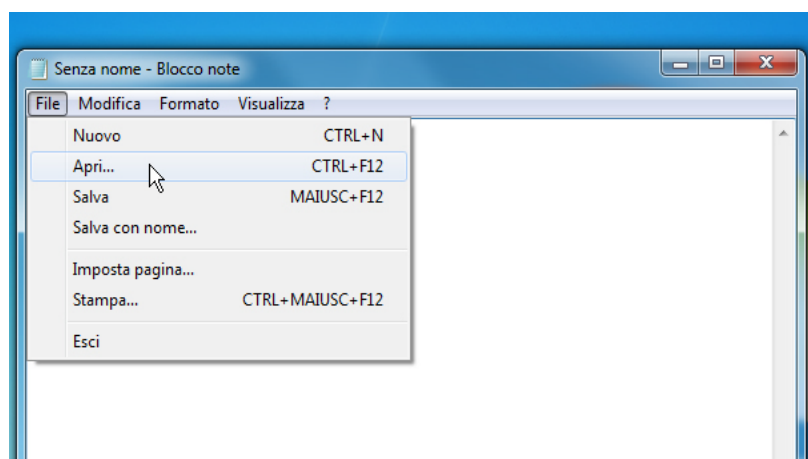 Senza nome - Blocco note
File Modifica Formato Visualizza ?
Nuovo CTRL+N
Apri... CTRL+F12
Salva MAIUSC+F12
Salva con nome...
Imposta pagina...
Stampa... CTRL+MAIUSC+F12
Esci